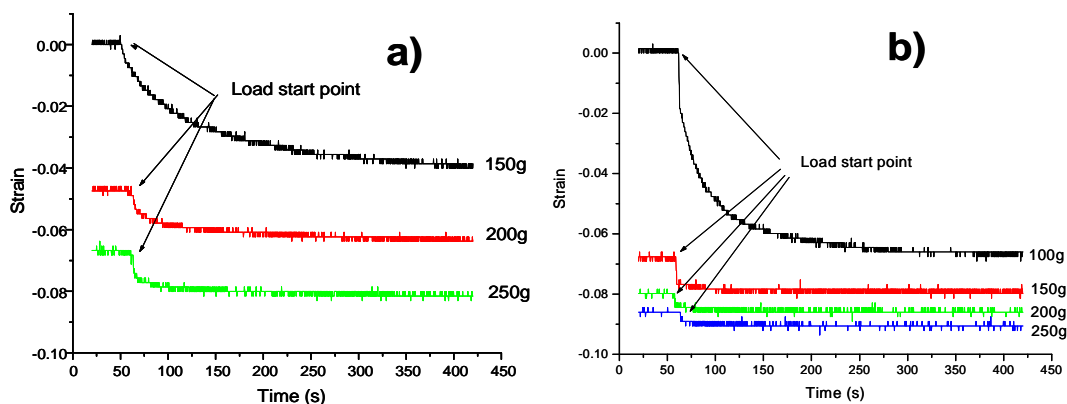 a)
0.00
-0.02
-0.04
-0.06
-0.08
-0.10
Strain
Load start point
150g
200g
250g
0 50 100 150 200 250 300 350 400 450
Time (s)
b)
0.00
-0.02
-0.04
-0.06
-0.08
-0.10
Strain
Load start point
100g
150g
200g
250g
0 50 100 150 200 250 300 350 400 450
Time (s)